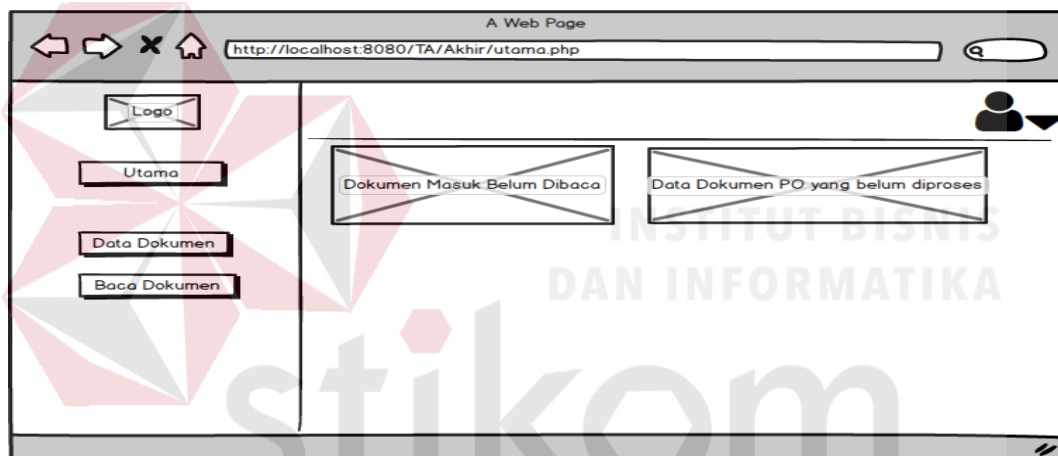 A Web Page
http://localhost:8080/TA/Akhir/utama.php
Logo
Utama
Dokumen Masuk Belum Dibaca
Data Dokumen PO yang belum diproses
INSTITUT BISNIS
Data Dokumen
DAN INFORMATIKA
Baca Dokumen
stikom